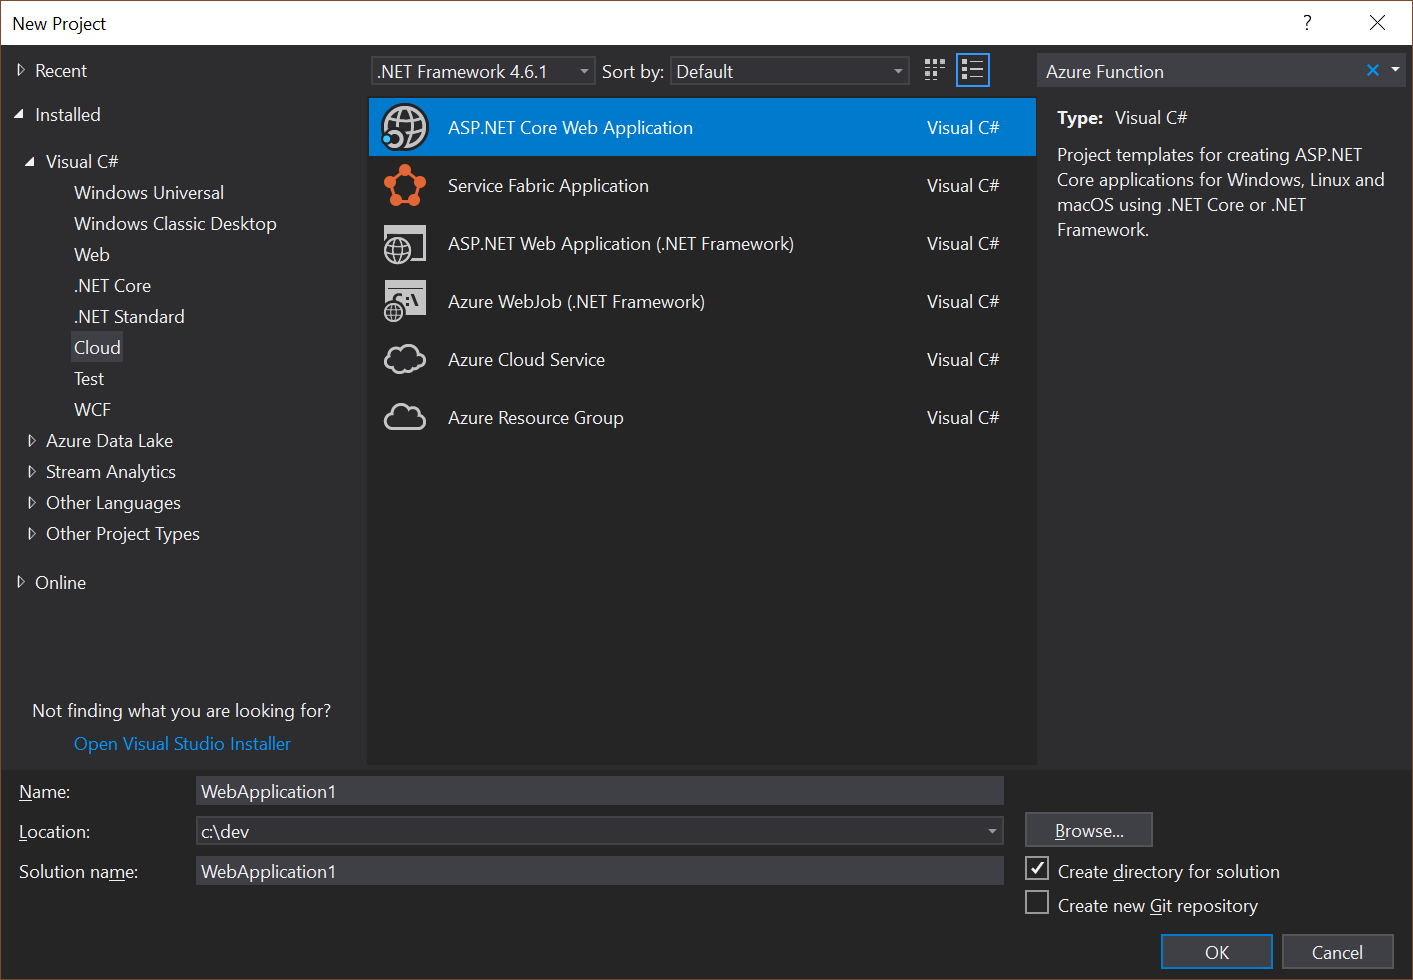 New Project
?
Recent
Installed
Visual C#
Windows Universal
Windows Classic Desktop
Web
.NET Core
.NET Standard
Cloud
Test
WCF
Azure Data Lake
Stream Analytics
Other Languages
Other Project Types
Online
Not finding what you are looking for?
Open Visual Studio Installer
.NET Framework 4.6.1 Sort by: Default
ASP.NET Core Web Application Visual C#
Service Fabric Application Visual C#
ASP.NET Web Application (.NET Framework) Visual C#
Azure WebJob (.NET Framework) Visual C#
Azure Cloud Service Visual C#
Azure Resource Group Visual C#
Azure Function
Type: Visual C#
Project templates for creating ASP.NET
Core applications for Windows, Linux and
macOS using .NET Core or .NET
Framework.
Name: WebApplication1
Location: c:\dev
Browse...
Solution name: WebApplication1
Create directory for solution
Create new Git repository
OK Cancel